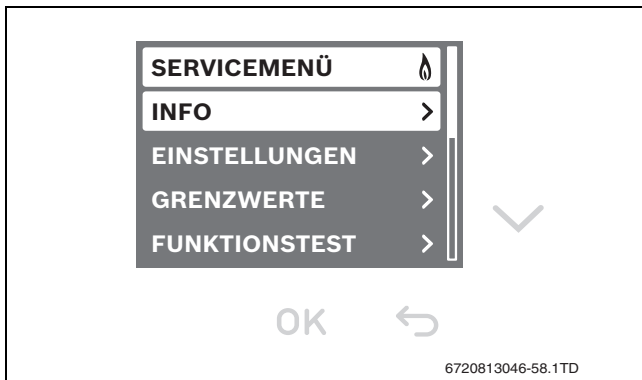 SERVICEMENÜ
INFO
EINSTELLUNGEN
GRENZWERTE
FUNKTIONSTEST
OK
6720813046-58.1TD